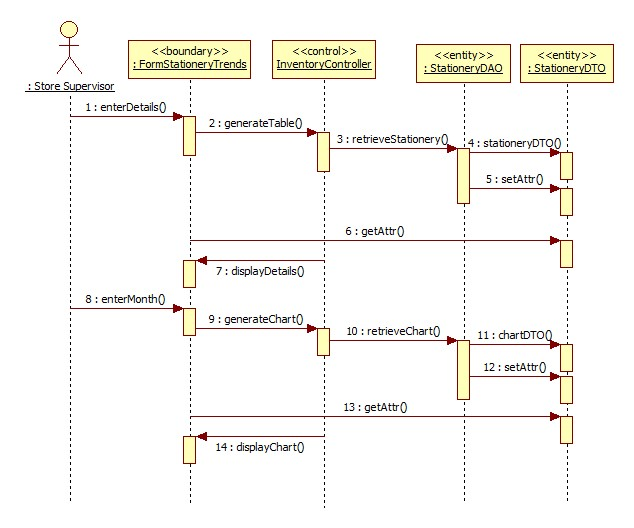 <<boundary>>
: FormStationeryTrends
<<control>>
InventoryController
<<entity>>
: StationeryDAO
<<entity>>
: StationeryDTO
: Store Supervisor
1 : enterDetails()
2 : generateTable()
3 : retrieveStationery()
4 : stationeryDTO()
5 : setAttr()
6 : getAttr()
7 : displayDetails()
8 : enterMonth()
9 : generateChart()
10 : retrieveChart()
11 : chartDTO()
12 : setAttr()
13 : getAttr()
14 : displayChart()